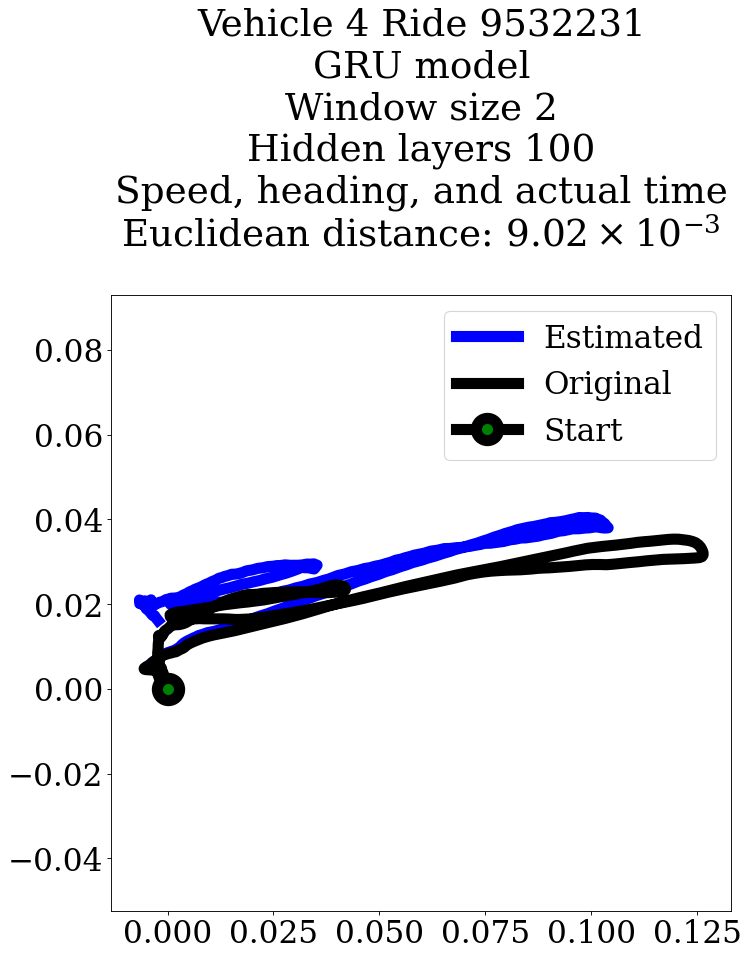 Vehicle 4 Ride 9532231
GRU model
Window size 2
Hidden layers 100
Speed, heading, and actual time
Euclidean distance: 9.02 × 10⁻³
Estimated
Original
Start
0.08
0.06
0.04
0.02
0.00
−0.02
−0.04
0.000 0.025 0.050 0.075 0.100 0.125